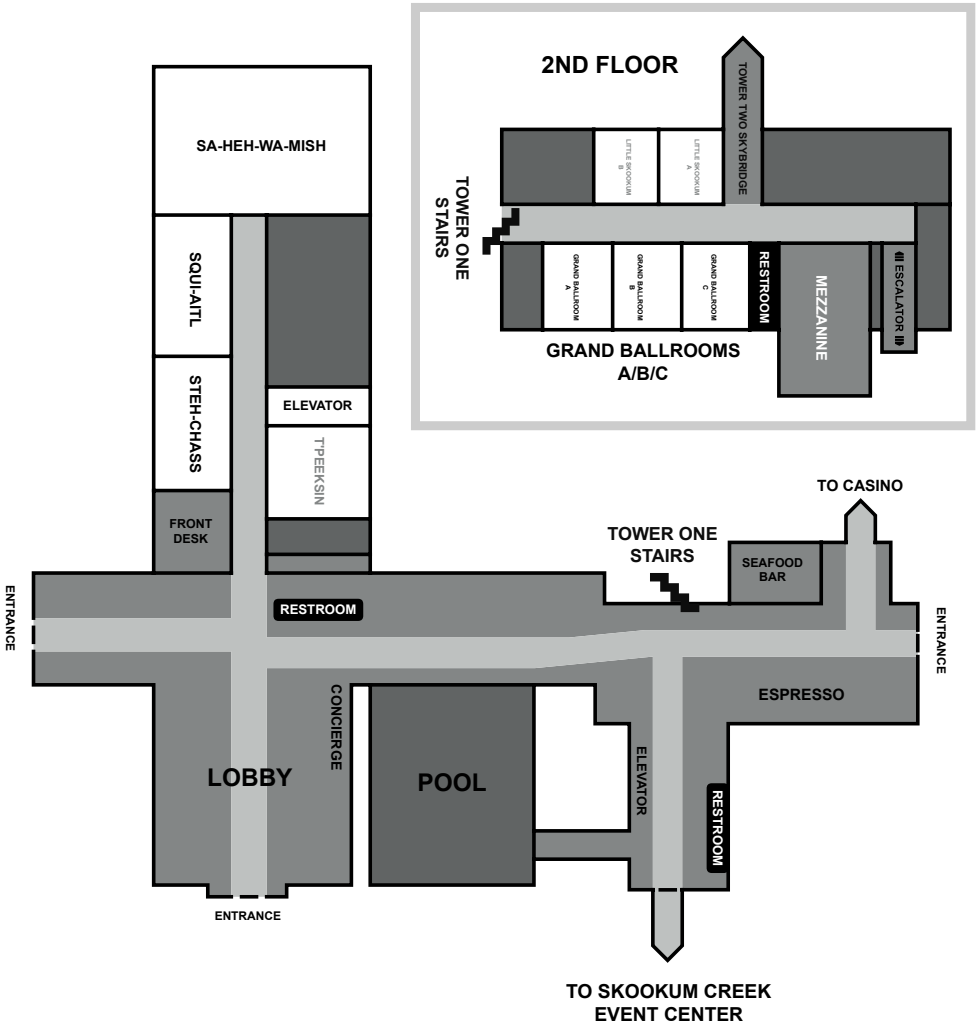 2ND FLOOR
TOWER TWO SKYBRIDGE
LITTLE SKOOKUM
B
LITTLE SKOOKUM
A
TOWER ONE
STAIRS
GRAND BALLROOM
A
GRAND BALLROOM
B
GRAND BALLROOM
C
RESTROOM
MEZZANINE
ESCALATOR
GRAND BALLROOMS
A/B/C
SA-HEH-WA-MISH
SQUI-AITL
STEH-CHASS
ELEVATOR
T'PEEKSIN
FRONT
DESK
TO CASINO
TOWER ONE
STAIRS
SEAFOOD
BAR
ENTRANCE
RESTROOM
ENTRANCE
ESPRESSO
CONCIERGE
LOBBY
POOL
ELEVATOR
RESTROOM
ENTRANCE
TO SKOOKUM CREEK
EVENT CENTER